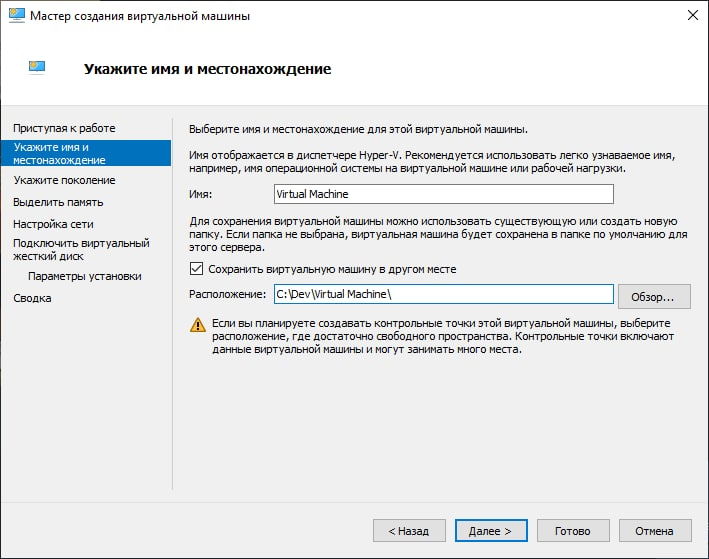 Мастер создания виртуальной машины
Укажите имя и местонахождение
Приступая к работе
Укажите имя и
местонахождение
Укажите поколение
Выделить память
Настройка сети
Подключить виртуальный
жесткий диск
Параметры установки
Сводка
Выберите имя и местонахождение для этой виртуальной машины.
Имя отображается в диспетчере Hyper-V. Рекомендуется использовать легко узнаваемое имя,
например, имя операционной системы на виртуальной машине или рабочей нагрузки.
Имя: Virtual Machine
Для сохранения виртуальной машины можно использовать существующую или создать новую
папку. Если папка не выбрана, виртуальная машина будет сохранена в папке по умолчанию для
этого сервера.
Сохранить виртуальную машину в другом месте
Расположение: C:\Dev\Virtual Machine\ Обзор...
Если вы планируете создавать контрольные точки этой виртуальной машины, выберите
расположение, где достаточно свободного пространства. Контрольные точки включают
данные виртуальной машины и могут занимать много места.
< Назад Далее > Готово Отмена